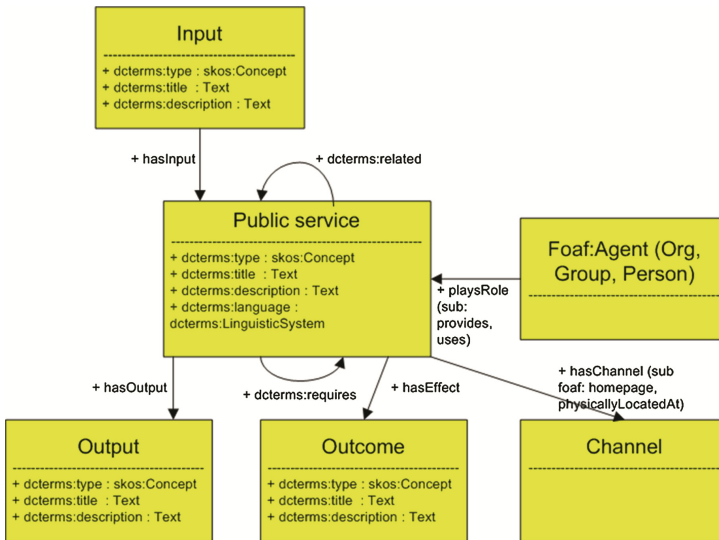 Input
+ dcterms:type : skos:Concept
+ dcterms:title : Text
+ dcterms:description : Text
+ hasInput
+ dcterms:related
Public service
+ dcterms:type : skos:Concept
+ dcterms:title : Text
+ dcterms:description : Text
+ dcterms:language :
dcterms:LinguisticSystem
Foaf:Agent (Org,
Group, Person)
+ playsRole
(sub:
provides,
uses)
+ hasOutput
+ dcterms:requires
+ hasEffect
+ hasChannel (sub
foaf: homepage,
physicallyLocatedAt)
Output
+ dcterms:type : skos:Concept
+ dcterms:title : Text
+ dcterms:description : Text
Outcome
+ dcterms:type : skos:Concept
+ dcterms:title : Text
+ dcterms:description : Text
Channel